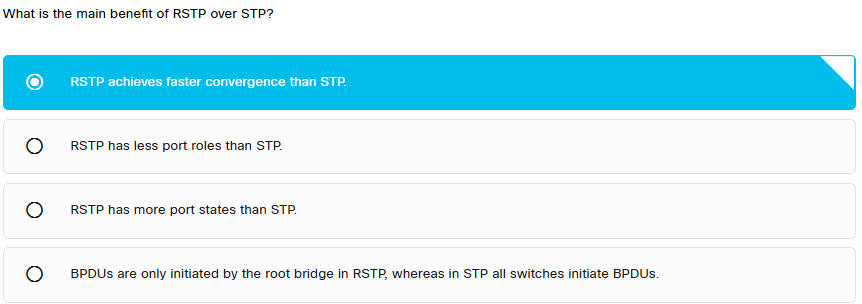 What is the main benefit of RSTP over STP?
RSTP achieves faster convergence than STP.
RSTP has less port roles than STP.
RSTP has more port states than STP.
BPDUs are only initiated by the root bridge in RSTP, whereas in STP all switches initiate BPDUs.